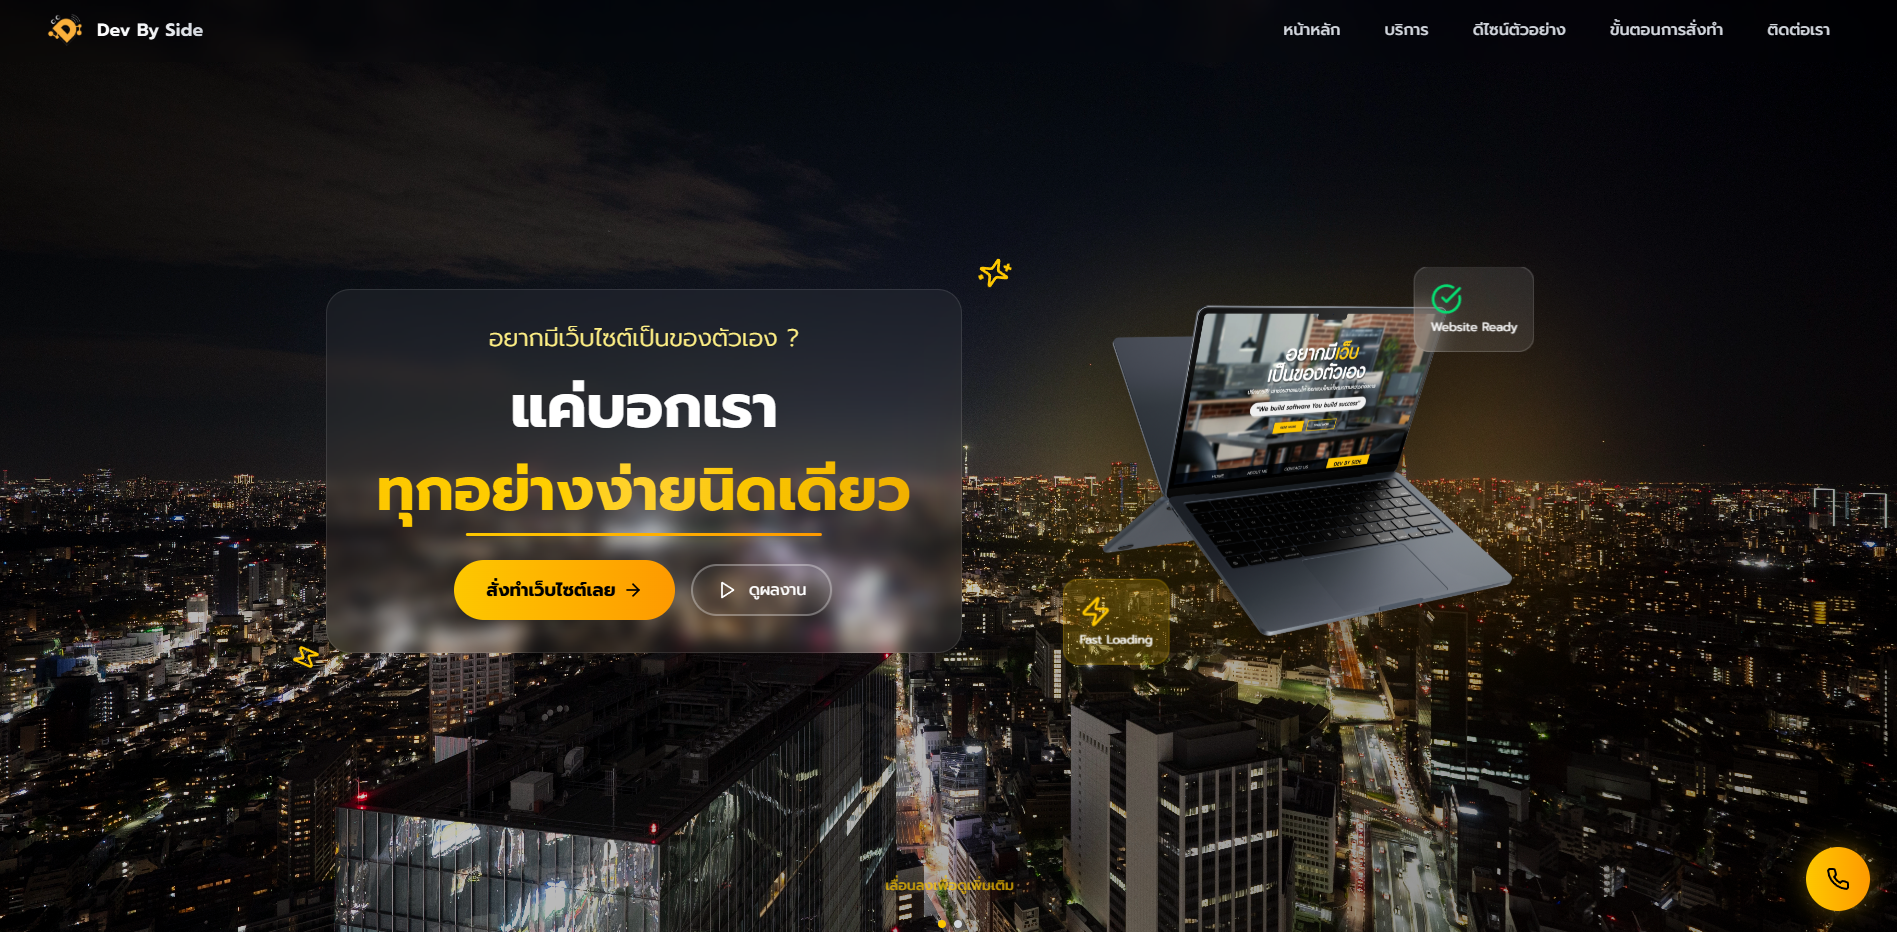 Dev By Side
หน้าหลัก
บริการ
ดีไซน์ตัวอย่าง
ขั้นตอนการสั่งทำ
ติดต่อเรา
อยากมีเว็บไซต์เป็นของตัวเอง ?
แค่บอกเรา
ทุกอย่างง่ายนิดเดียว
สั่งทำเว็บไซต์เลย
ดูผลงาน
Website Ready
อยากมีเว็บ
เป็นของตัวเอง
"We build software You build success"
HOME
ABOUT ME
CONTACT US
DEV BY SIDE
Fast Loading
เลื่อนลงเพื่อดูเพิ่มเติม